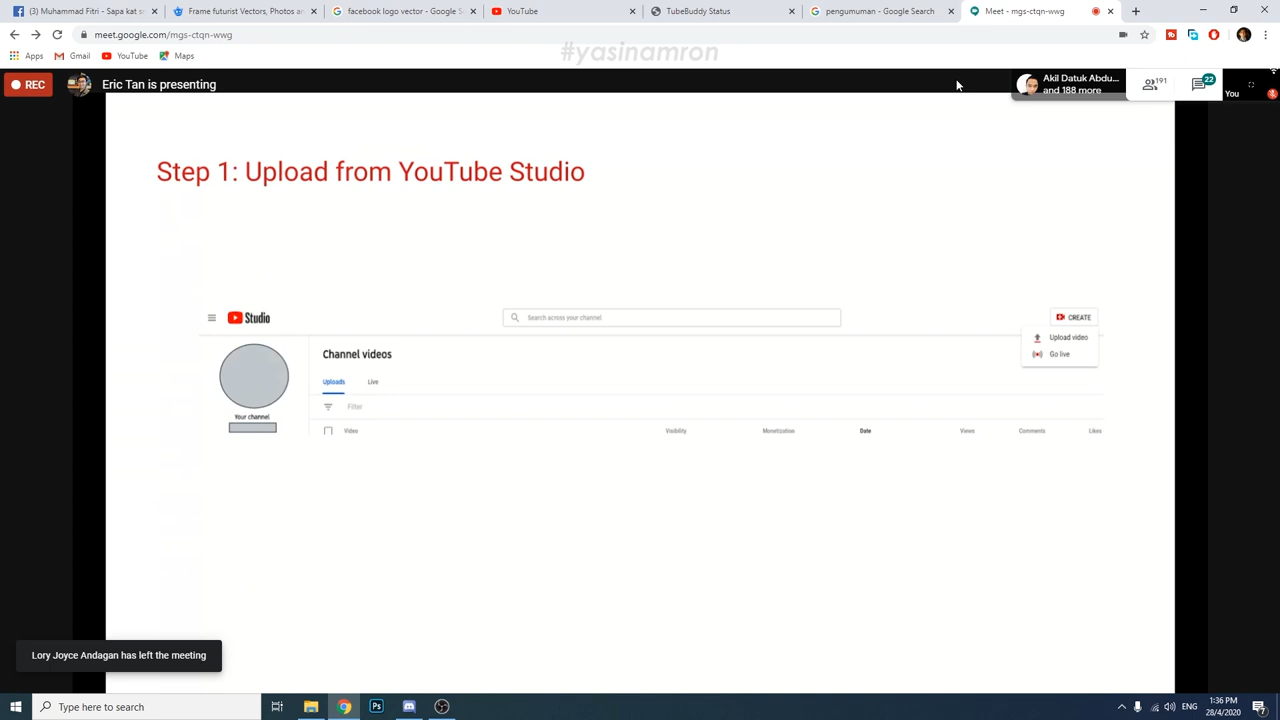 (3) Muhammad Fitri - Sapa kat s
Frame futurist Vectors, Photos an
facebook logo vector - Google S
YouTube
TubeBuddy Status
pengumuman - Google Search
Meet - mgs-ctqn-wwg
meet.google.com/mgs-ctqn-wwg
Apps
Gmail
YouTube
Maps
#yasinamron
REC
Eric Tan is presenting
Akil Datuk Abdu...
and 188 more
191
22
You
Step 1: Upload from YouTube Studio
Studio
Search across your channel
CREATE
Upload video
Go live
Channel videos
Uploads
Live
Your channel
Filter
Video
Visibility
Monetization
Date
Views
Comments
Likes
Lory Joyce Andagan has left the meeting
Type here to search
Ps
ENG
1:36 PM
28/4/2020